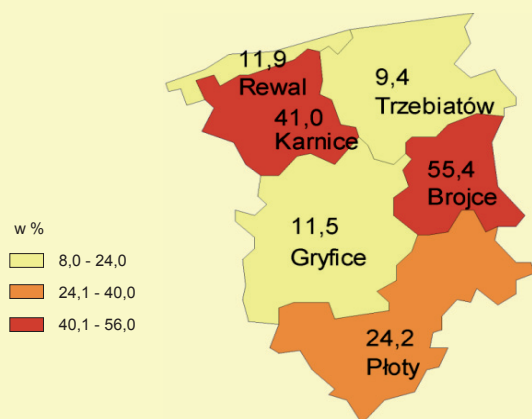 11,9
Rewal
9,4
Trzebiatów
41,0
Karnice
55,4
Brojce
11,5
Gryfice
24,2
Płoty
w %
8,0 - 24,0
24,1 - 40,0
40,1 - 56,0